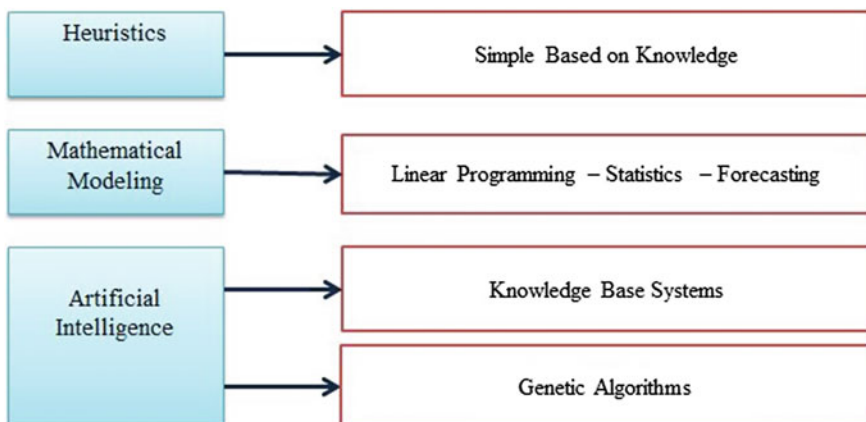 Heuristics
Simple Based on Knowledge
Mathematical
Modeling
Linear Programming – Statistics – Forecasting
Artificial
Intelligence
Knowledge Base Systems
Genetic Algorithms